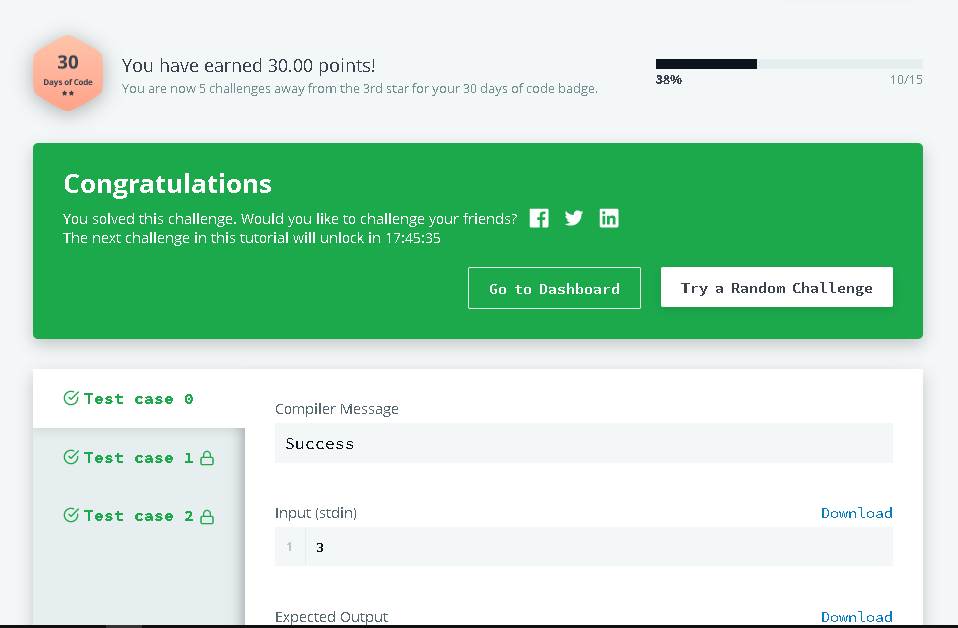 30
Days of Code
You have earned 30.00 points!
You are now 5 challenges away from the 3rd star for your 30 days of code badge.
38%
10/15
Congratulations
You solved this challenge. Would you like to challenge your friends?
The next challenge in this tutorial will unlock in 17:45:35
Go to Dashboard
Try a Random Challenge
Test case 0
Test case 1
Test case 2
Compiler Message
Success
Input (stdin)
Download
1
3
Expected Output
Download